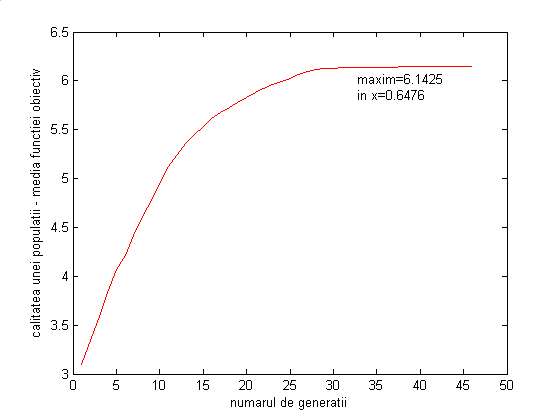 6.5
6
5.5
5
4.5
4
3.5
3
calitatea unei populatii - media functiei obiectiv
maxim=6.1425
in x=0.6476
0 5 10 15 20 25 30 35 40 45 50
numarul de generatii